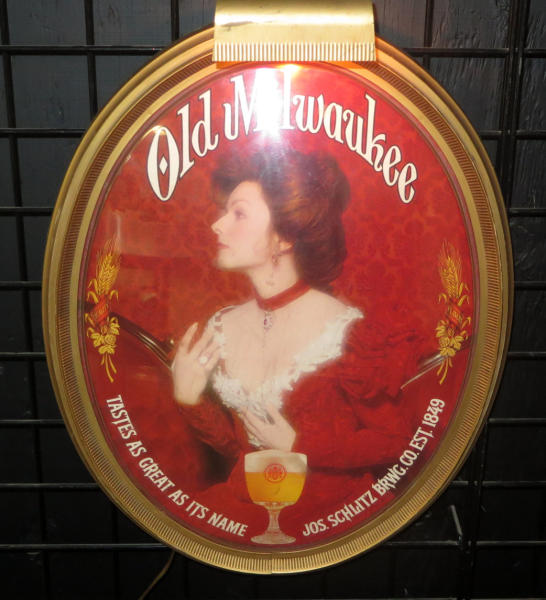 Old Milwaukee
TASTES AS GREAT AS ITS NAME
JOS. SCHLITZ BRWG. CO. EST. 1849